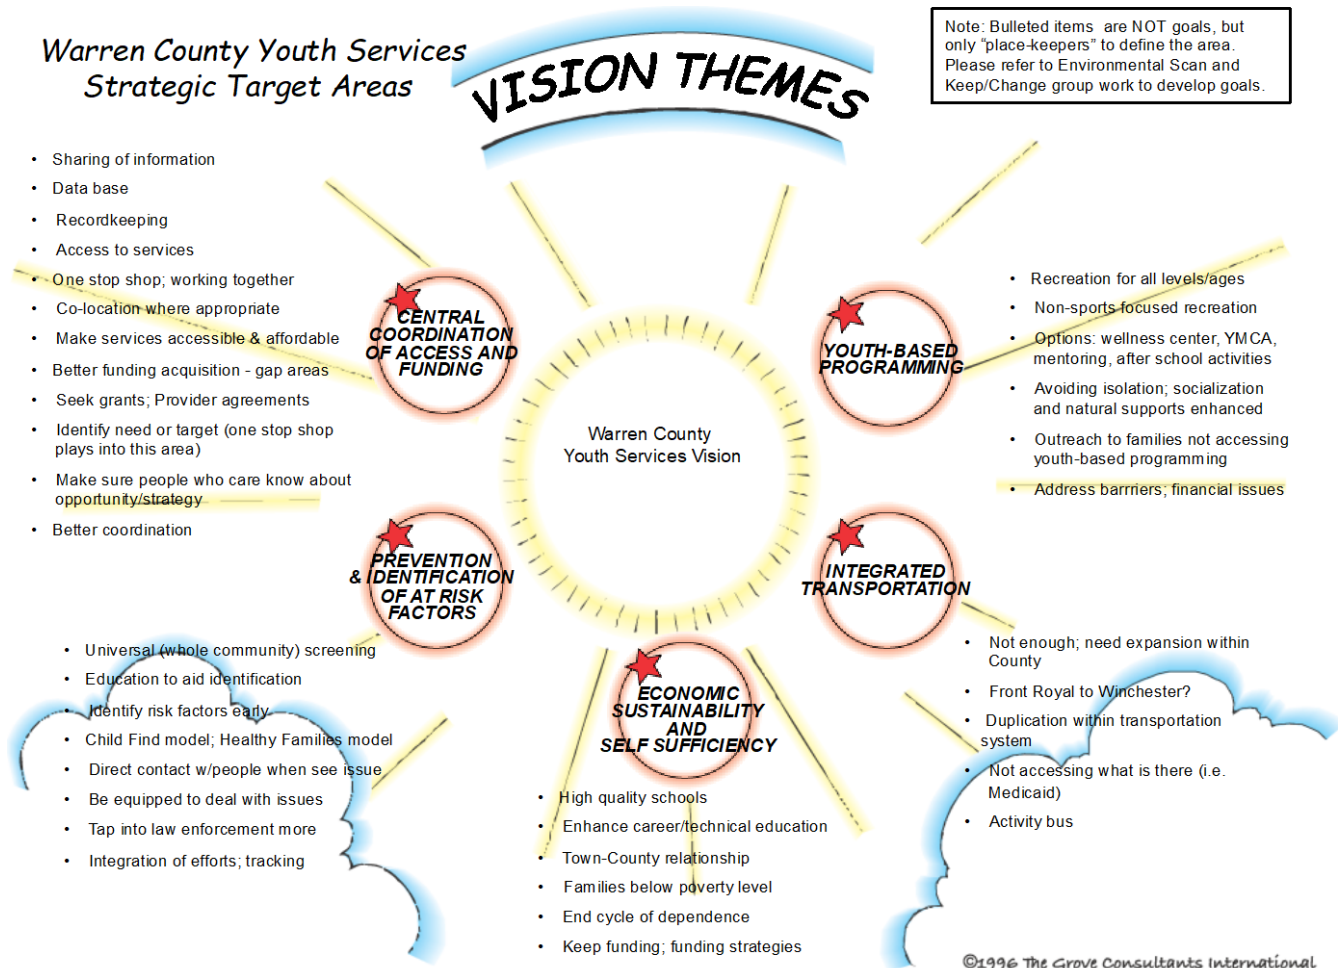 Warren County Youth Services
Strategic Target Areas
VISION THEMES
Note: Bulleted items are NOT goals, but
only “place-keepers” to define the area.
Please refer to Environmental Scan and
Keep/Change group work to develop goals.
• Sharing of information
• Data base
• Recordkeeping
• Access to services
• One stop shop; working together
• Co-location where appropriate
• Make services accessible & affordable
• Better funding acquisition - gap areas
• Seek grants; Provider agreements
• Identify need or target (one stop shop
plays into this area)
• Make sure people who care know about
opportunity/strategy
• Better coordination
CENTRAL
COORDINATION
OF ACCESS AND
FUNDING
YOUTH-BASED
PROGRAMMING
• Recreation for all levels/ages
• Non-sports focused recreation
• Options: wellness center, YMCA,
mentoring, after school activities
• Avoiding isolation; socialization
and natural supports enhanced
• Outreach to families not accessing
youth-based programming
• Address barrriers; financial issues
Warren County
Youth Services Vision
PREVENTION
& IDENTIFICATION
OF AT RISK
FACTORS
INTEGRATED
TRANSPORTATION
• Universal (whole community) screening
• Education to aid identification
• Identify risk factors early
• Child Find model; Healthy Families model
• Direct contact w/people when see issue
• Be equipped to deal with issues
• Tap into law enforcement more
• Integration of efforts; tracking
ECONOMIC
SUSTAINABILITY
AND
SELF SUFFICIENCY
• High quality schools
• Enhance career/technical education
• Town-County relationship
• Families below poverty level
• End cycle of dependence
• Keep funding; funding strategies
• Not enough; need expansion within
County
• Front Royal to Winchester?
• Duplication within transportation
system
• Not accessing what is there (i.e.
Medicaid)
• Activity bus
©1996 The Grove Consultants International